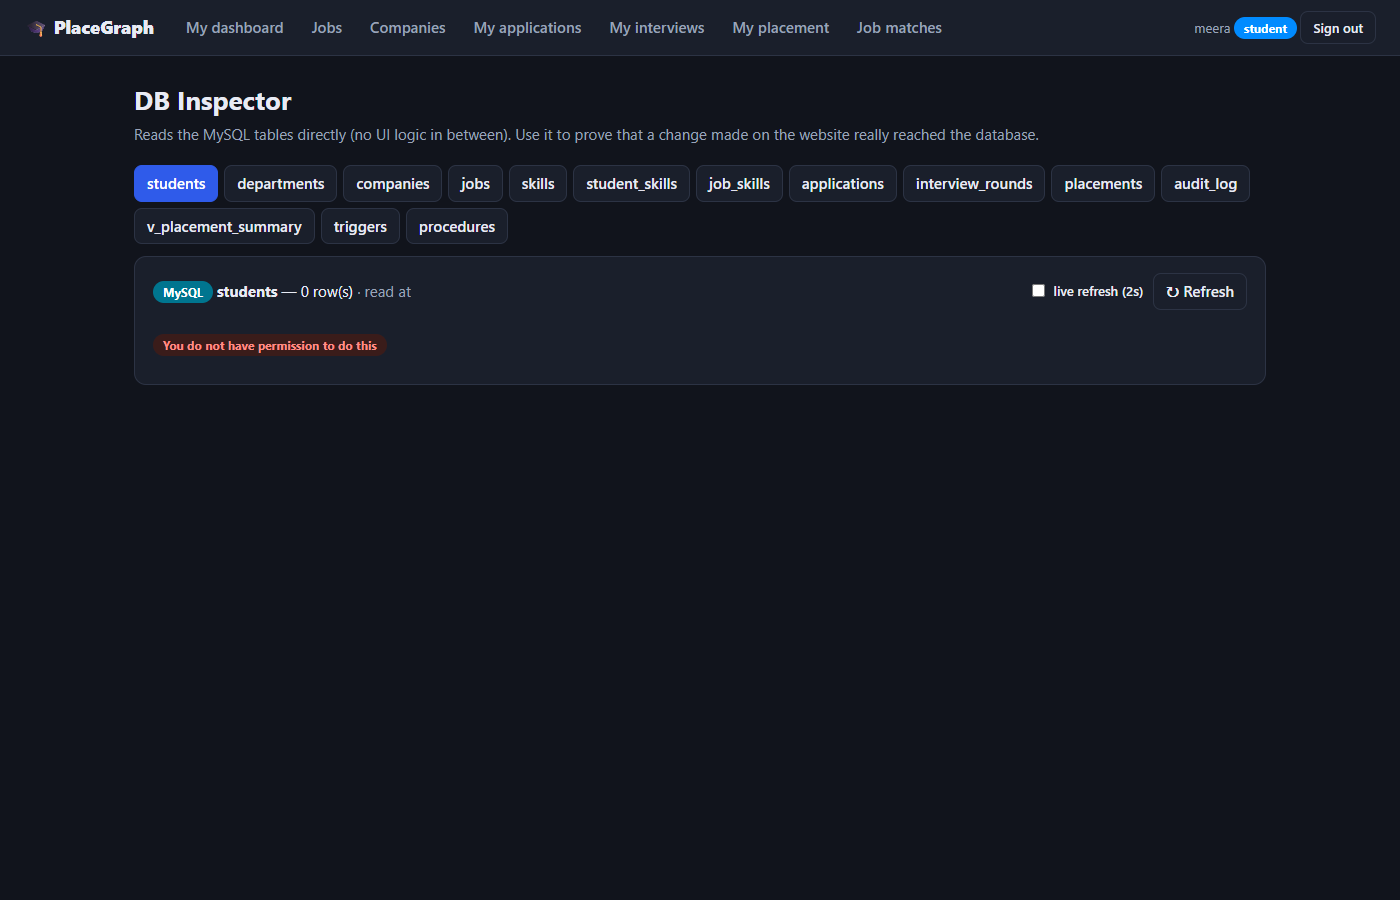 PlaceGraph My dashboard Jobs Companies My applications My interviews My placement Job matches meera student Sign out
DB Inspector
Reads the MySQL tables directly (no UI logic in between). Use it to prove that a change made on the website really reached the database.
students departments companies jobs skills student_skills job_skills applications interview_rounds placements audit_log
v_placement_summary triggers procedures
MySQL students — 0 row(s) · read at live refresh (2s) ↻ Refresh
You do not have permission to do this